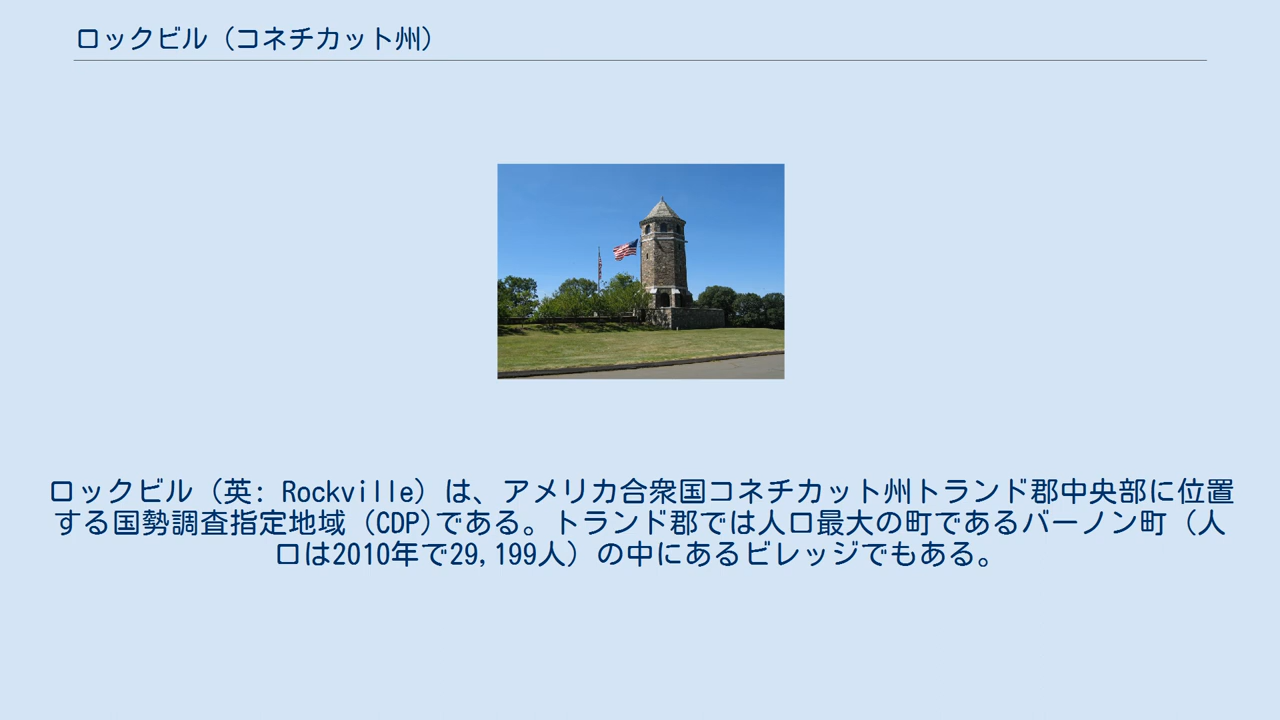 ロックビル（コネチカット州）
ロックビル（英: Rockville）は、アメリカ合衆国コネチカット州トランド郡中央部に位置
する国勢調査指定地域（CDP)である。トランド郡では人口最大の町であるバーノン町（人
口は2010年で29,199人）の中にあるビレッジでもある。